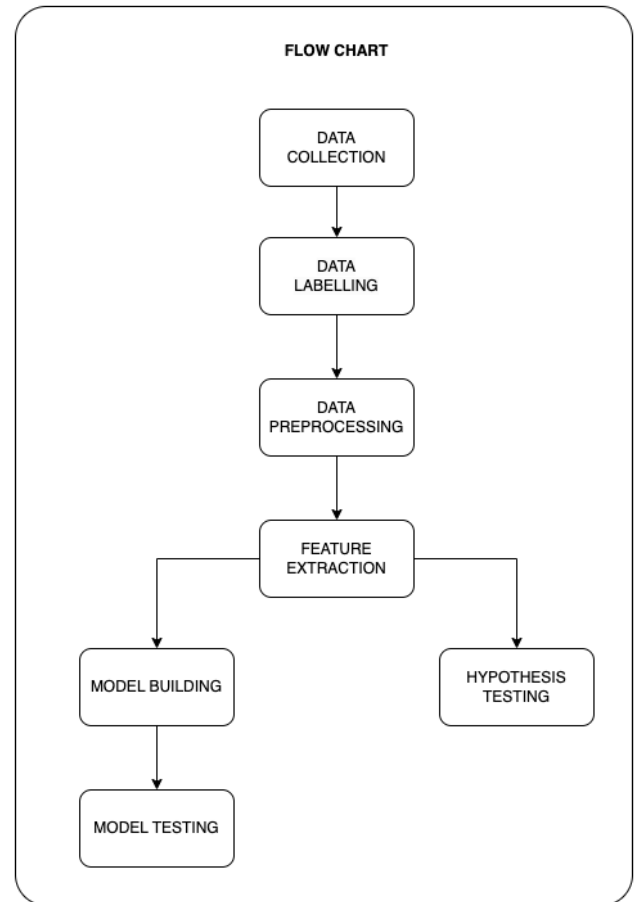 FLOW CHART
DATA
COLLECTION
DATA
LABELLING
DATA
PREPROCESSING
FEATURE
EXTRACTION
MODEL BUILDING
HYPOTHESIS
TESTING
MODEL TESTING